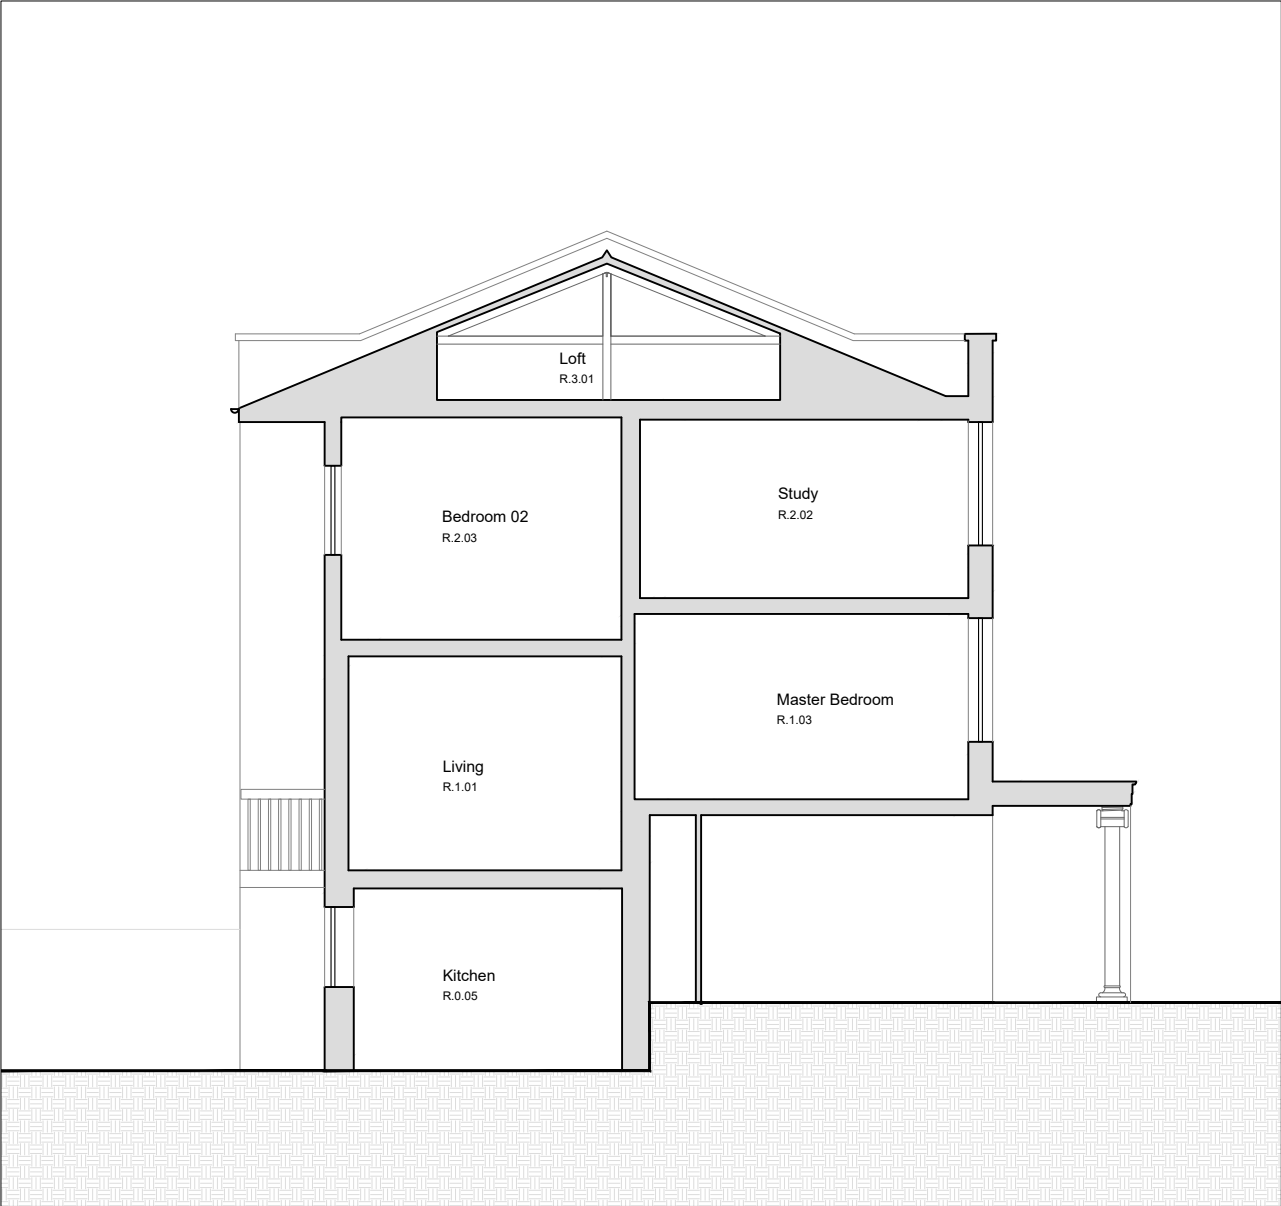 Loft
R.3.01
Study
R.2.02
Bedroom 02
R.2.03
Master Bedroom
R.1.03
Living
R.1.01
Kitchen
R.0.05